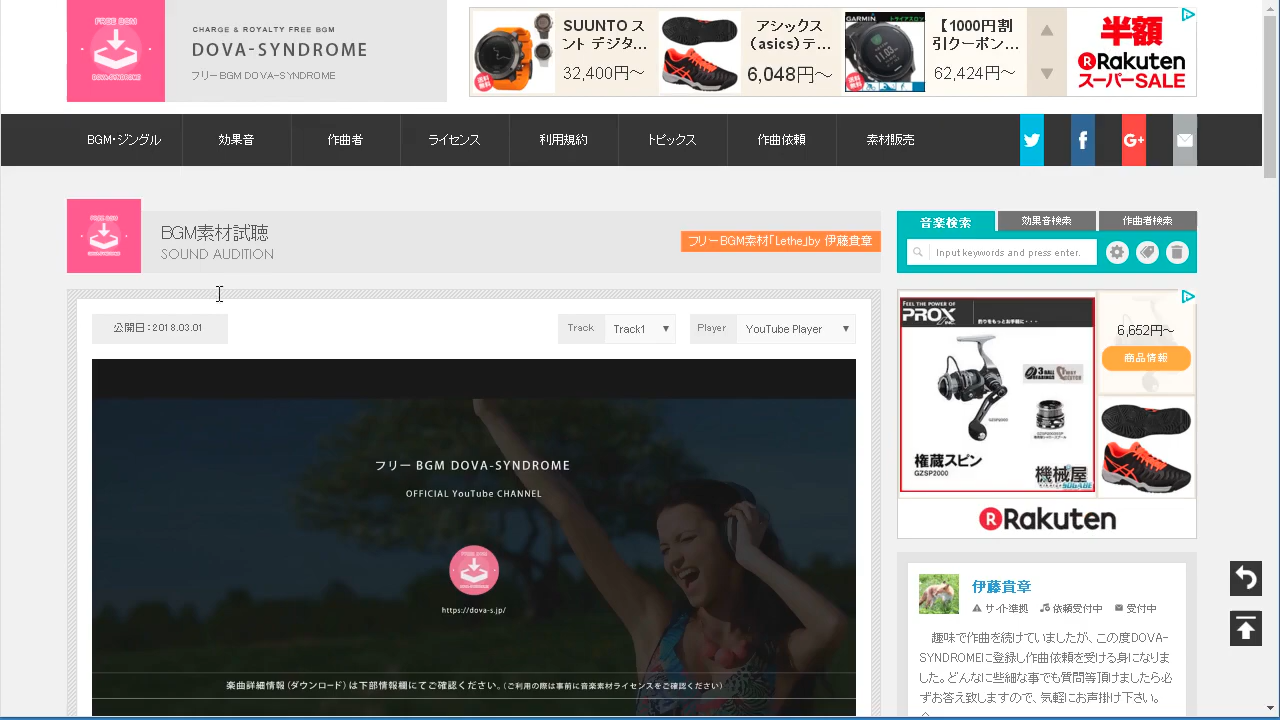 FREE BGM
DOVA-SYNDROME
フリーBGM DOVA-SYNDROME
SUUNTO ス
ント デジタ...
400円～
アシックス
(asics) テ...
6,048円～
GARMIN
【1000円割
引クーポン...
62,424円～
半額
Rakuten
スーパーSALE
BGM・ジングル
効果音
作曲者
ライセンス
利用規約
トピックス
作曲依頼
素材販売
FREE BGM
BGM素材試聴
フリーBGM素材「Lethe」by 伊藤貴章
音楽検索
効果音検索
作曲者検索
Input keywords and press enter.
公開日：2018.03.0
Track
Player
YouTube Player
フリー BGM DOVA-SYNDROME
OFFICIAL YouTube CHANNEL
https://dova-s.jp/
楽曲詳細情報（ダウンロード）は下部情報欄にてご確認ください。（ご利用の際は事前に音楽素材ライセンスをご確認ください）
FEEL THE POWER OF
PROX
釣りをもっとお手軽に・・・
3 BALL BEARINGS
GZSP2000
権蔵スピン
GZSP2000
機械屋
6,652円～
商品情報
Rakuten
伊藤貴章
サイト準拠
依頼受付中
受付中
趣味で作曲を続けていましたが、この度DOVA-
SYNDROMEに登録し作曲依頼を受ける身になりま
した。どんなに些細な事でも質問等頂けましたら必
ずお答え致しますので、気軽にお声掛け下さい。